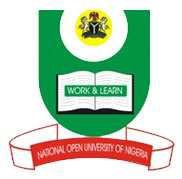 WORK & LEARN
NATIONAL OPEN UNIVERSITY OF NIGERIA